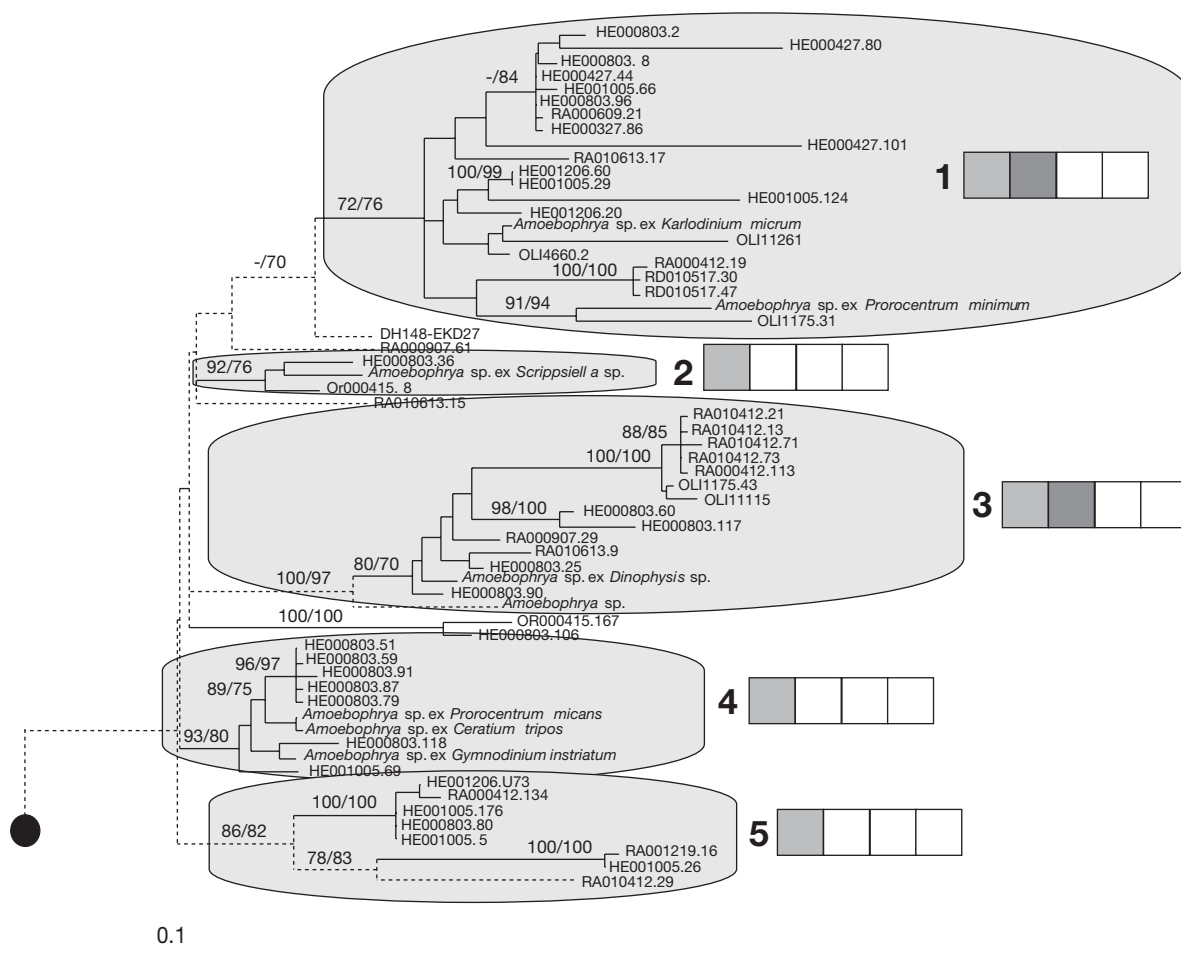 HE000803.2
HE000427.80
HE000803. 8
-/84
HE000427.44
HE001005.66
HE000803.96
RA000609.21
HE000327.86
HE000427.101
RA010613.17
100/99
HE001206.60
HE001005.29
1
HE001005.124
72/76
HE001206.20
Amoebophrya sp. ex Karlodinium micrum
OLI11261
OLI4660.2
-/70
RA000412.19
100/100
RD010517.30
RD010517.47
91/94
Amoebophrya sp. ex Prorocentrum minimum
OLI1175.31
DH148-EKD27
RA000907.61
92/76
HE000803.36
Amoebophrya sp. ex Scrippsiell a sp.
2
Or000415. 8
RA010613.15
RA010412.21
88/85
RA010412.13
RA010412.71
100/100
RA010412.73
RA000412.113
OLI1175.43
OLI11115
3
98/100
HE000803.60
HE000803.117
RA000907.29
RA010613.9
80/70
HE000803.25
100/97
Amoebophrya sp. ex Dinophysis sp.
HE000803.90
Amoebophrya sp.
100/100
OR000415.167
HE000803.106
HE000803.51
96/97
HE000803.59
HE000803.91
89/75
HE000803.87
HE000803.79
4
Amoebophrya sp. ex Prorocentrum micans
Amoebophrya sp. ex Ceratium tripos
93/80
HE000803.118
Amoebophrya sp. ex Gymnodinium instriatum
HE001005.69
HE001206.U73
RA000412.134
100/100
HE001005.176
HE000803.80
HE001005. 5
86/82
5
78/83
100/100
RA001219.16
HE001005.26
RA010412.29
0.1